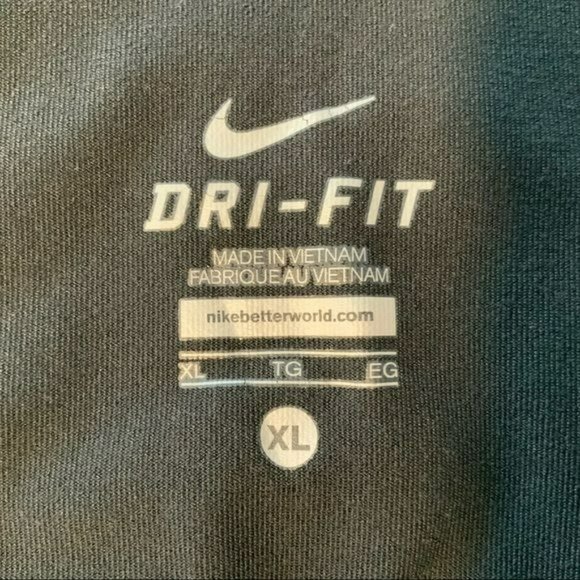 DRI-FIT
MADE IN VIETNAM
FABRIQUE AU VIETNAM
nikebetterworld.com
XL TG EG
XL